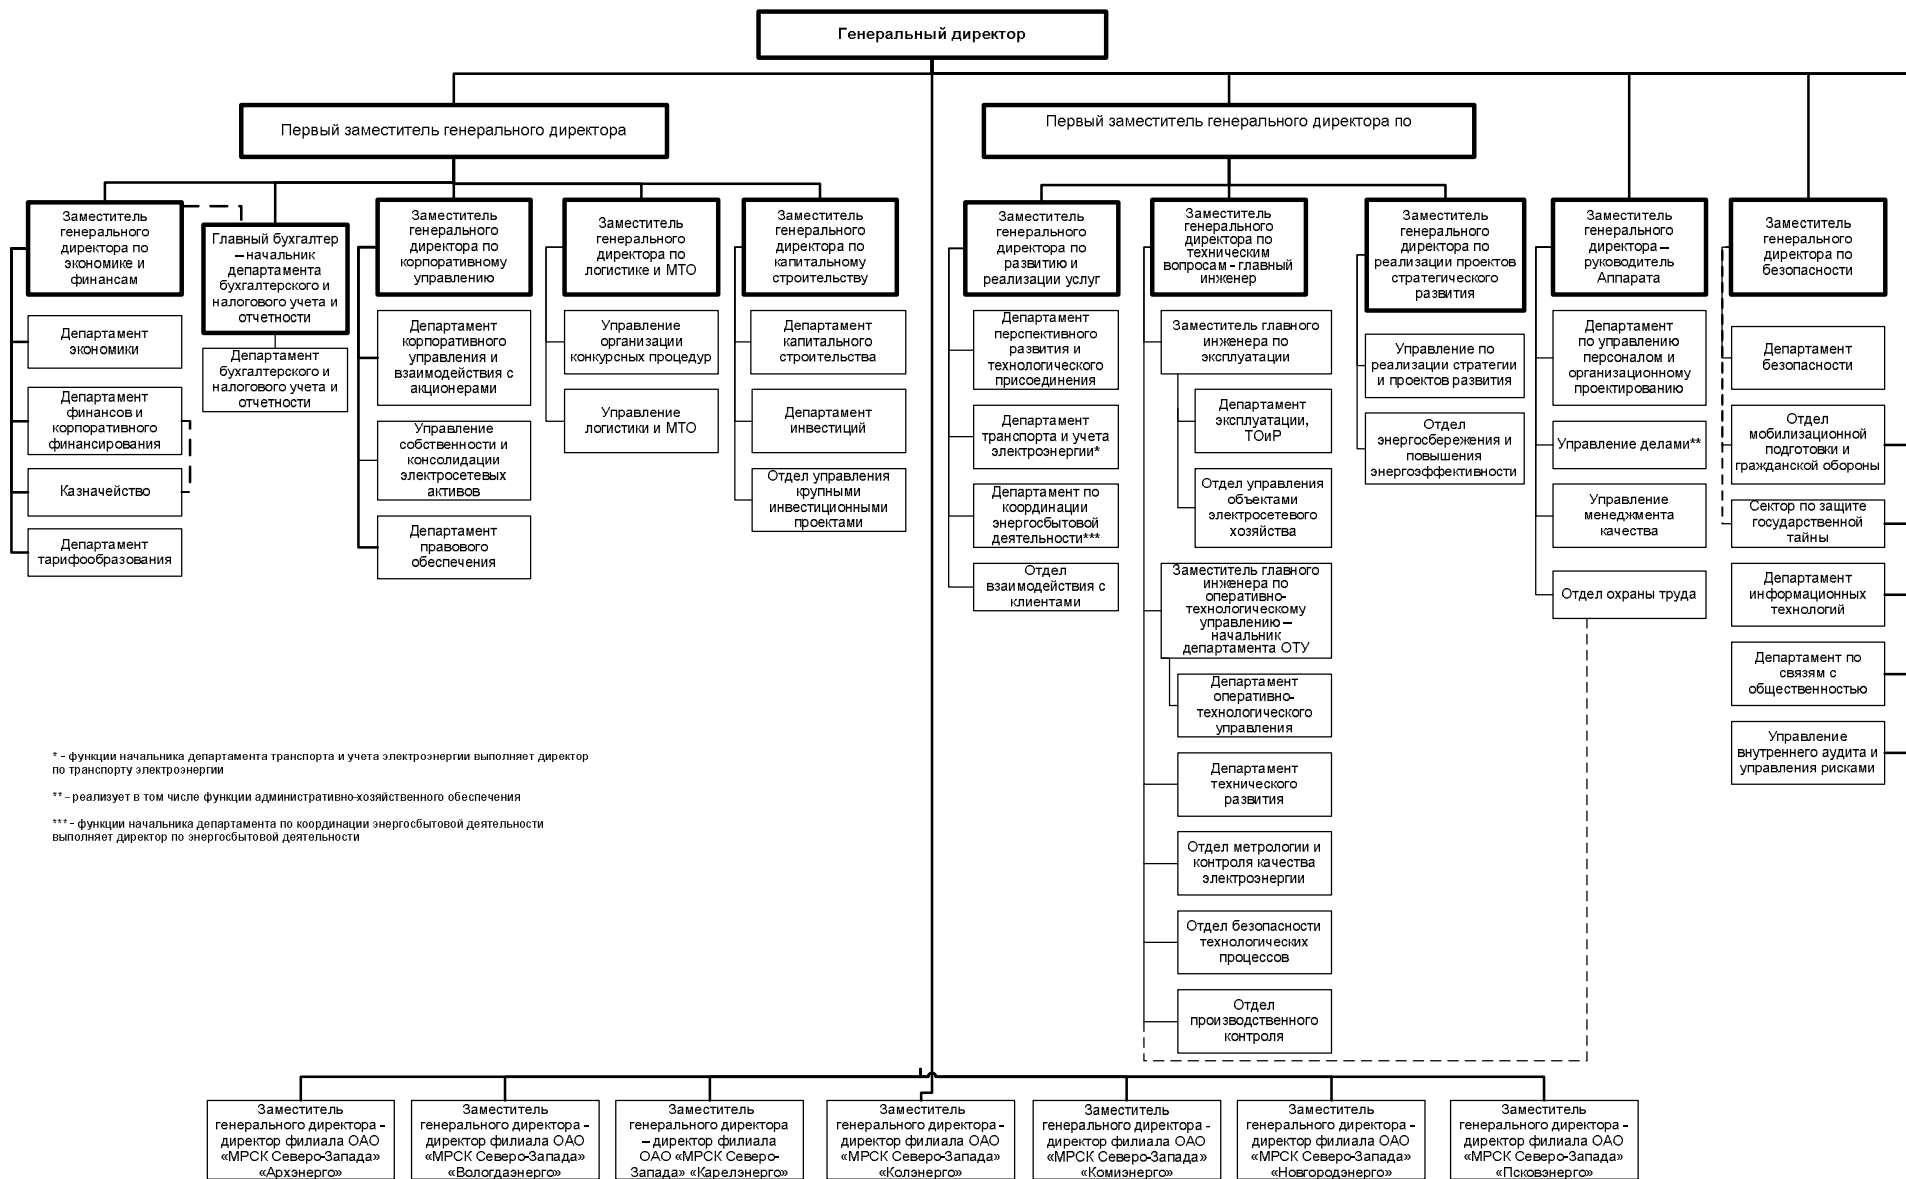 Генеральный директор
Первый заместитель генерального директора
Первый заместитель генерального директора по
Заместитель
генерального
директора по
экономике и
финансам
Департамент
экономики
Департамент
финансов и
корпоративного
финансирования
Казначейство
Департамент
тарифообразования
Главный бухгалтер
– начальник
департамента
бухгалтерского и
налогового учета и
отчетности
Департамент
бухгалтерского и
налогового учета и
отчетности
Заместитель
генерального
директора по
корпоративному
управлению
Департамент
корпоративного
управления и
взаимодействия с
акционерами
Управление
собственности и
консолидации
электросетевых
активов
Департамент
правового
обеспечения
Заместитель
генерального
директора по
логистике и МТО
Управление
организации
конкурсных процедур
Управление
логистики и МТО
Заместитель
генерального
директора по
капитальному
строительству
Департамент
капитального
строительства
Департамент
инвестиций
Отдел управления
крупными
инвестиционными
проектами
Заместитель
генерального
директора по
развитию и
реализации услуг
Департамент
перспективного
развития и
технологического
присоединения
Департамент
транспорта и учета
электроэнергии*
Департамент по
координации
энергосбытовой
деятельности***
Отдел
взаимодействия с
клиентами
Заместитель
генерального
директора по
техническим
вопросам - главный
инженер
Заместитель главного
инженера по
эксплуатации
Департамент
эксплуатации,
ТОиР
Отдел управления
объектами
электросетевого
хозяйства
Заместитель главного
инженера по
оперативно-
технологическому
управлению –
начальник
департамента ОТУ
Департамент
оперативно-
технологического
управления
Департамент
технического
развития
Отдел метрологии и
контроля качества
электроэнергии
Отдел безопасности
технологических
процессов
Отдел
производственного
контроля
Заместитель
генерального
директора по
реализации проектов
стратегического
развития
Управление по
реализации стратегии
и проектов развития
Отдел
энергосбережения и
повышения
энергоэффективности
Заместитель
генерального
директора –
руководитель
Аппарата
Департамент
по управлению
персоналом и
организационному
проектированию
Управление делами**
Управление
менеджмента
качества
Отдел охраны труда
Заместитель
генерального
директора по
безопасности
Департамент
безопасности
Отдел
мобилизационной
подготовки и
гражданской обороны
Сектор по защите
государственной
тайны
Департамент
информационных
технологий
Департамент по
связям с
общественностью
Управление
внутреннего аудита и
управления рисками
* - функции начальника департамента транспорта и учета электроэнергии выполняет директор
по транспорту электроэнергии
** - реализует в том числе функции административно-хозяйственного обеспечения
*** - функции начальника департамента по координации энергосбытовой деятельности
выполняет директор по энергосбытовой деятельности
Заместитель
генерального директора -
директор филиала ОАО
«МРСК Северо-Запада»
«Архэнерго»
Заместитель
генерального директора -
директор филиала ОАО
«МРСК Северо-Запада»
«Вологдаэнерго»
Заместитель
генерального директора
– директор филиала
ОАО «МРСК Северо-
Запада» «Карелэнерго»
Заместитель
генерального директора -
директор филиала ОАО
«МРСК Северо-Запада»
«Колэнерго»
Заместитель
генерального директора -
директор филиала ОАО
«МРСК Северо-Запада»
«Комиэнерго»
Заместитель
генерального директора -
директор филиала ОАО
«МРСК Северо-Запада»
«Новгородэнерго»
Заместитель
генерального директора -
директор филиала ОАО
«МРСК Северо-Запада»
«Псковэнерго»